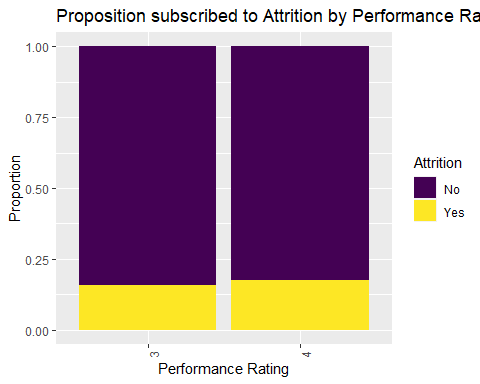 Proposition subscribed to Attrition by Performance Ra
1.00
0.75
0.50
0.25
0.00
Proportion
3
4
Performance Rating
Attrition
No
Yes